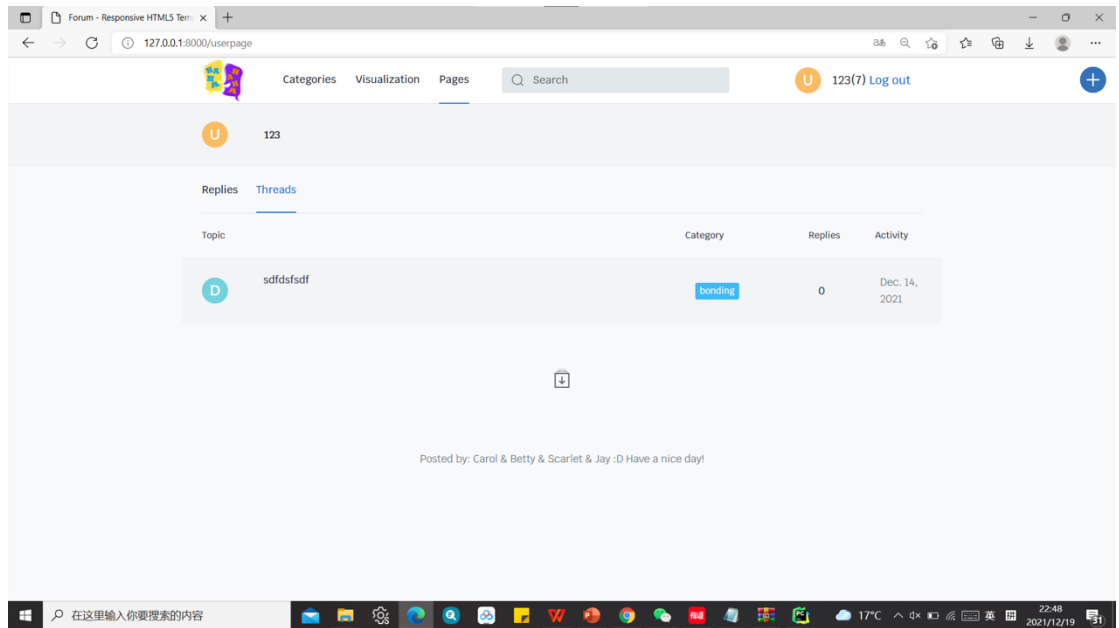 Forum - Responsive HTML5 Tem
127.0.0.1:8000/userpage
Categories Visualization Pages Search U 123(7) Log out
U 123
Replies Threads
Topic Category Replies Activity
D sdfdsfsdf bonding 0 Dec. 14, 2021
Posted by: Carol & Betty & Scarlet & Jay :D Have a nice day!
在这里输入你要搜索的内容 17°C 英 22:48
2021/12/19 31